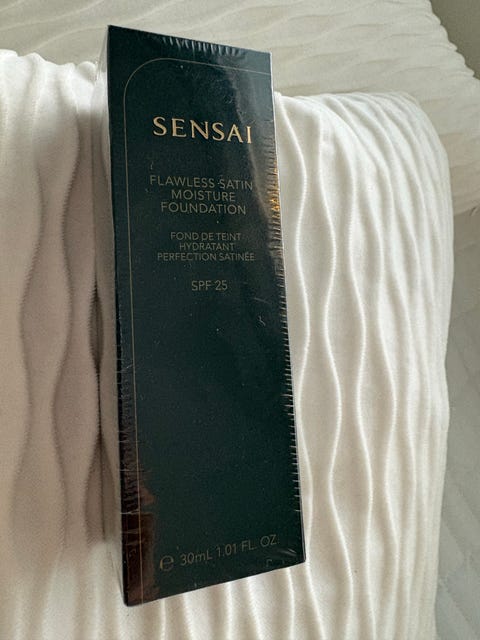 SENSAI
FLAWLESS SATIN
MOISTURE
FOUNDATION
FOND DE TEINT
HYDRATANT
PERFECTION SATINÉE
SPF 25
℮ 30mL 1.01 FL. OZ.